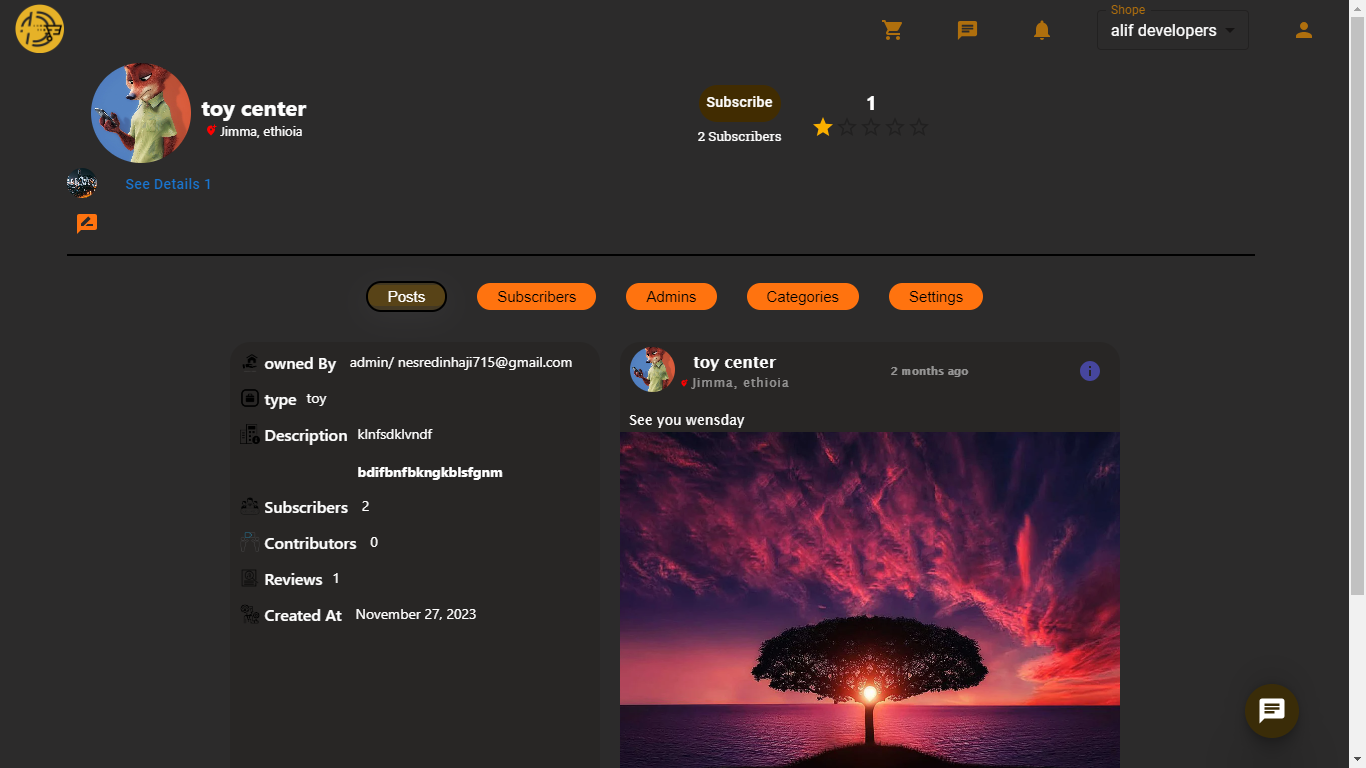 Shope
alif developers
toy center
Jimma, ethioia
Subscribe
2 Subscribers
1
See Details 1
Posts
Subscribers
Admins
Categories
Settings
owned By admin/ nesredinhaji715@gmail.com
type toy
Description klnfsdklvndf
bdifbnfbkngkblsfgnm
Subscribers 2
Contributors 0
Reviews 1
Created At November 27, 2023
toy center
Jimma, ethioia
2 months ago
See you wensday